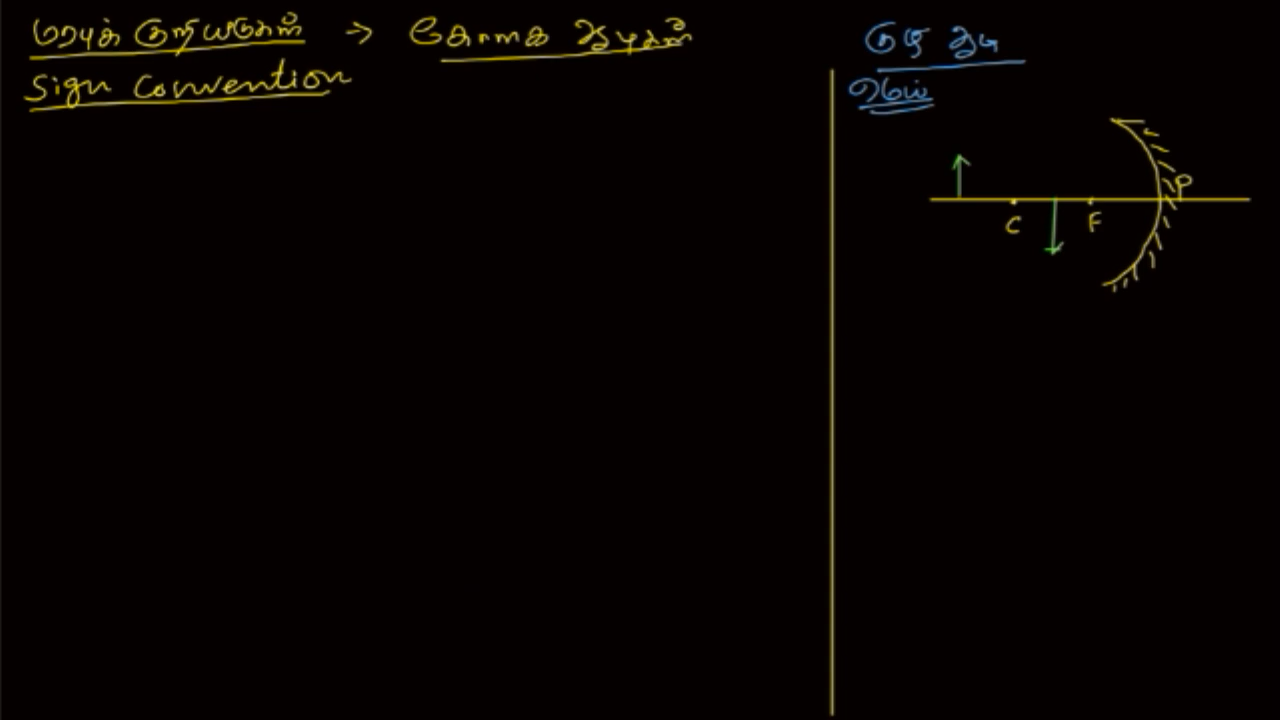 மரபுக் குறியீடுகள் → கோளக ஆடிகள்
Sign Convention
குழி ஆடி
மெய்
P
C F